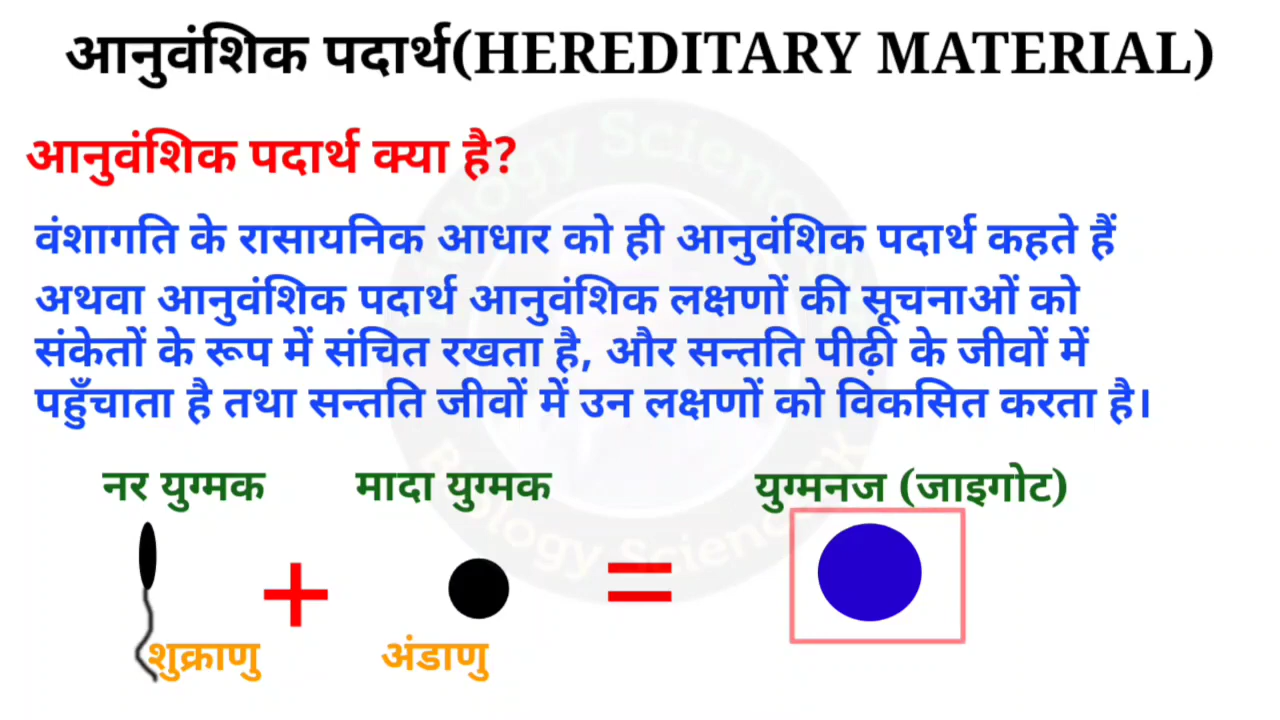 आनुवंशिक पदार्थ(HEREDITARY MATERIAL)
आनुवंशिक पदार्थ क्या है?
वंशागति के रासायनिक आधार को ही आनुवंशिक पदार्थ कहते हैं
अथवा आनुवंशिक पदार्थ आनुवंशिक लक्षणों की सूचनाओं को
संकेतों के रूप में संचित रखता है, और सन्तति पीढ़ी के जीवों में
पहुँचाता है तथा सन्तति जीवों में उन लक्षणों को विकसित करता है।
नर युग्मक मादा युग्मक युग्मनज (जाइगोट)
+ =
शुक्राणु अंडाणु